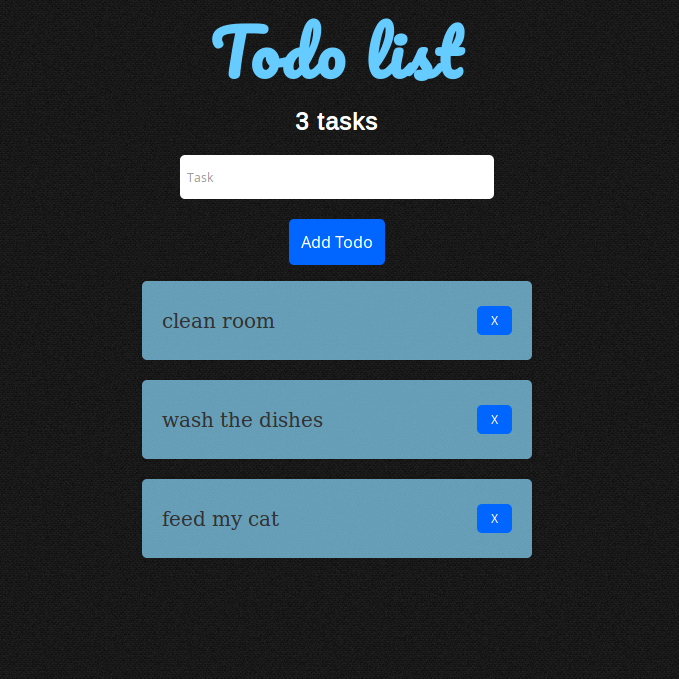 Todo list
3 tasks
Task
Add Todo
clean room
X
wash the dishes
X
feed my cat
X